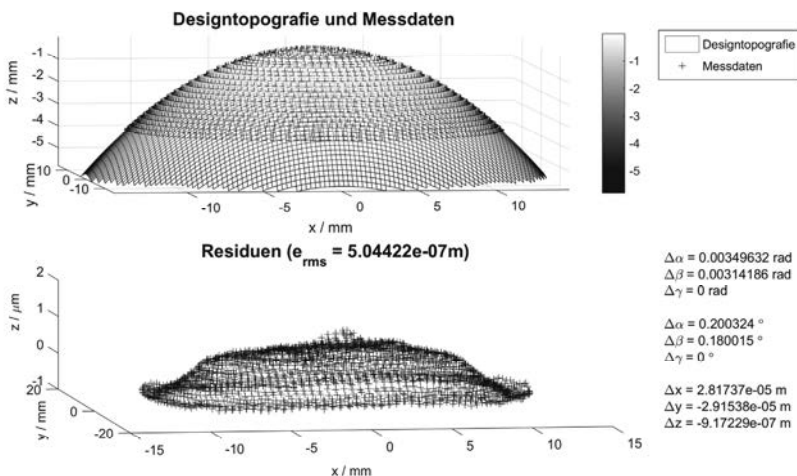 Designtopografie und Messdaten
z / mm
-1
-2
-3
-4
-5
10
0
-10
y / mm
-10
-5
0
5
10
x / mm
-1
-2
-3
-4
-5
Designtopografie
Messdaten
Residuen (e_rms = 5.04422e-07m)
z / μm
2
1
0
-1
20
0
-20
y / mm
-15
-10
-5
0
5
10
15
x / mm
Δα = 0.00349632 rad
Δβ = 0.00314186 rad
Δγ = 0 rad
Δα = 0.200324 °
Δβ = 0.180015 °
Δγ = 0 °
Δx = 2.81737e-05 m
Δy = -2.91538e-05 m
Δz = -9.17229e-07 m